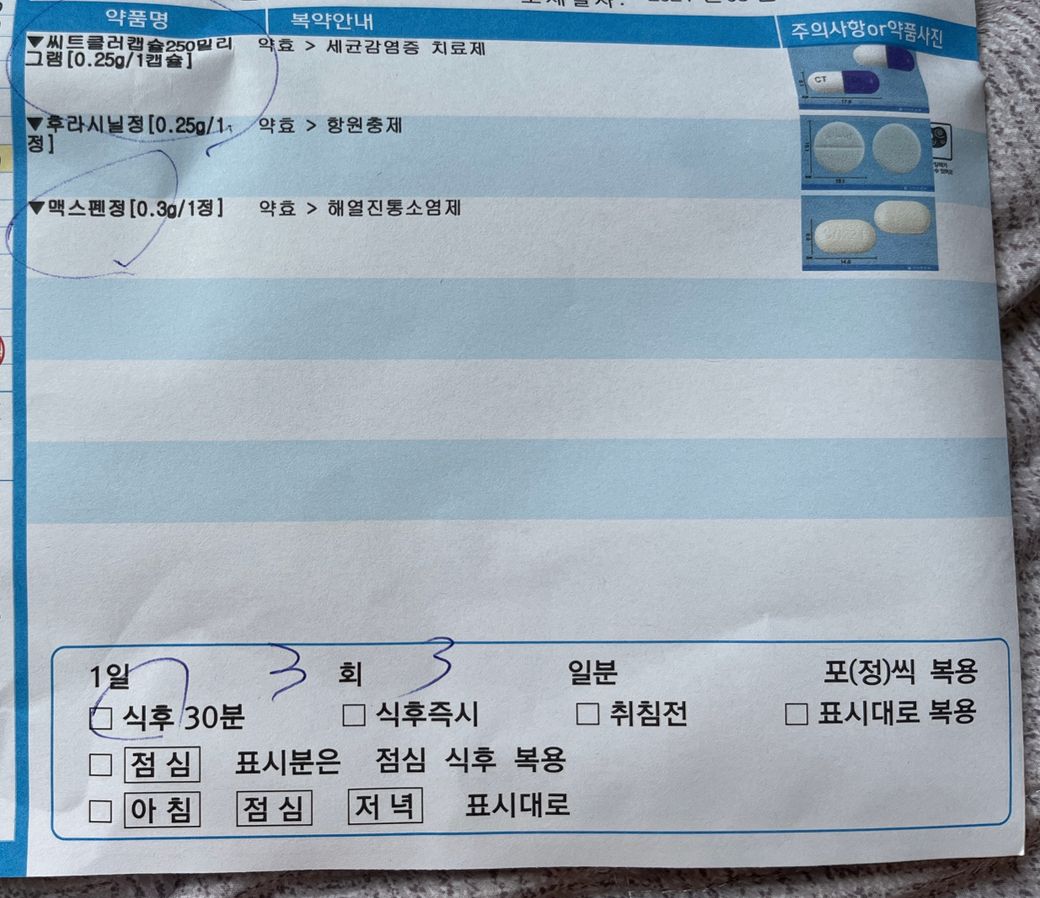 약품명 복약안내 주의사항or약품사진
▼씨트클러캡슐250밀리 약효 > 세균감염증 치료제
그램[0.25g/1캡슐]
CT
▼후라시닐정[0.25g/1 약효 > 항원충제
정]
▼맥스펜정[0.3g/1정] 약효 > 해열진통소염제
1일 3 회 3 일분 포(정)씩 복용
식후 30분 식후즉시 취침전 표시대로 복용
점심 표시분은 점심 식후 복용
아침 점심 저녁 표시대로